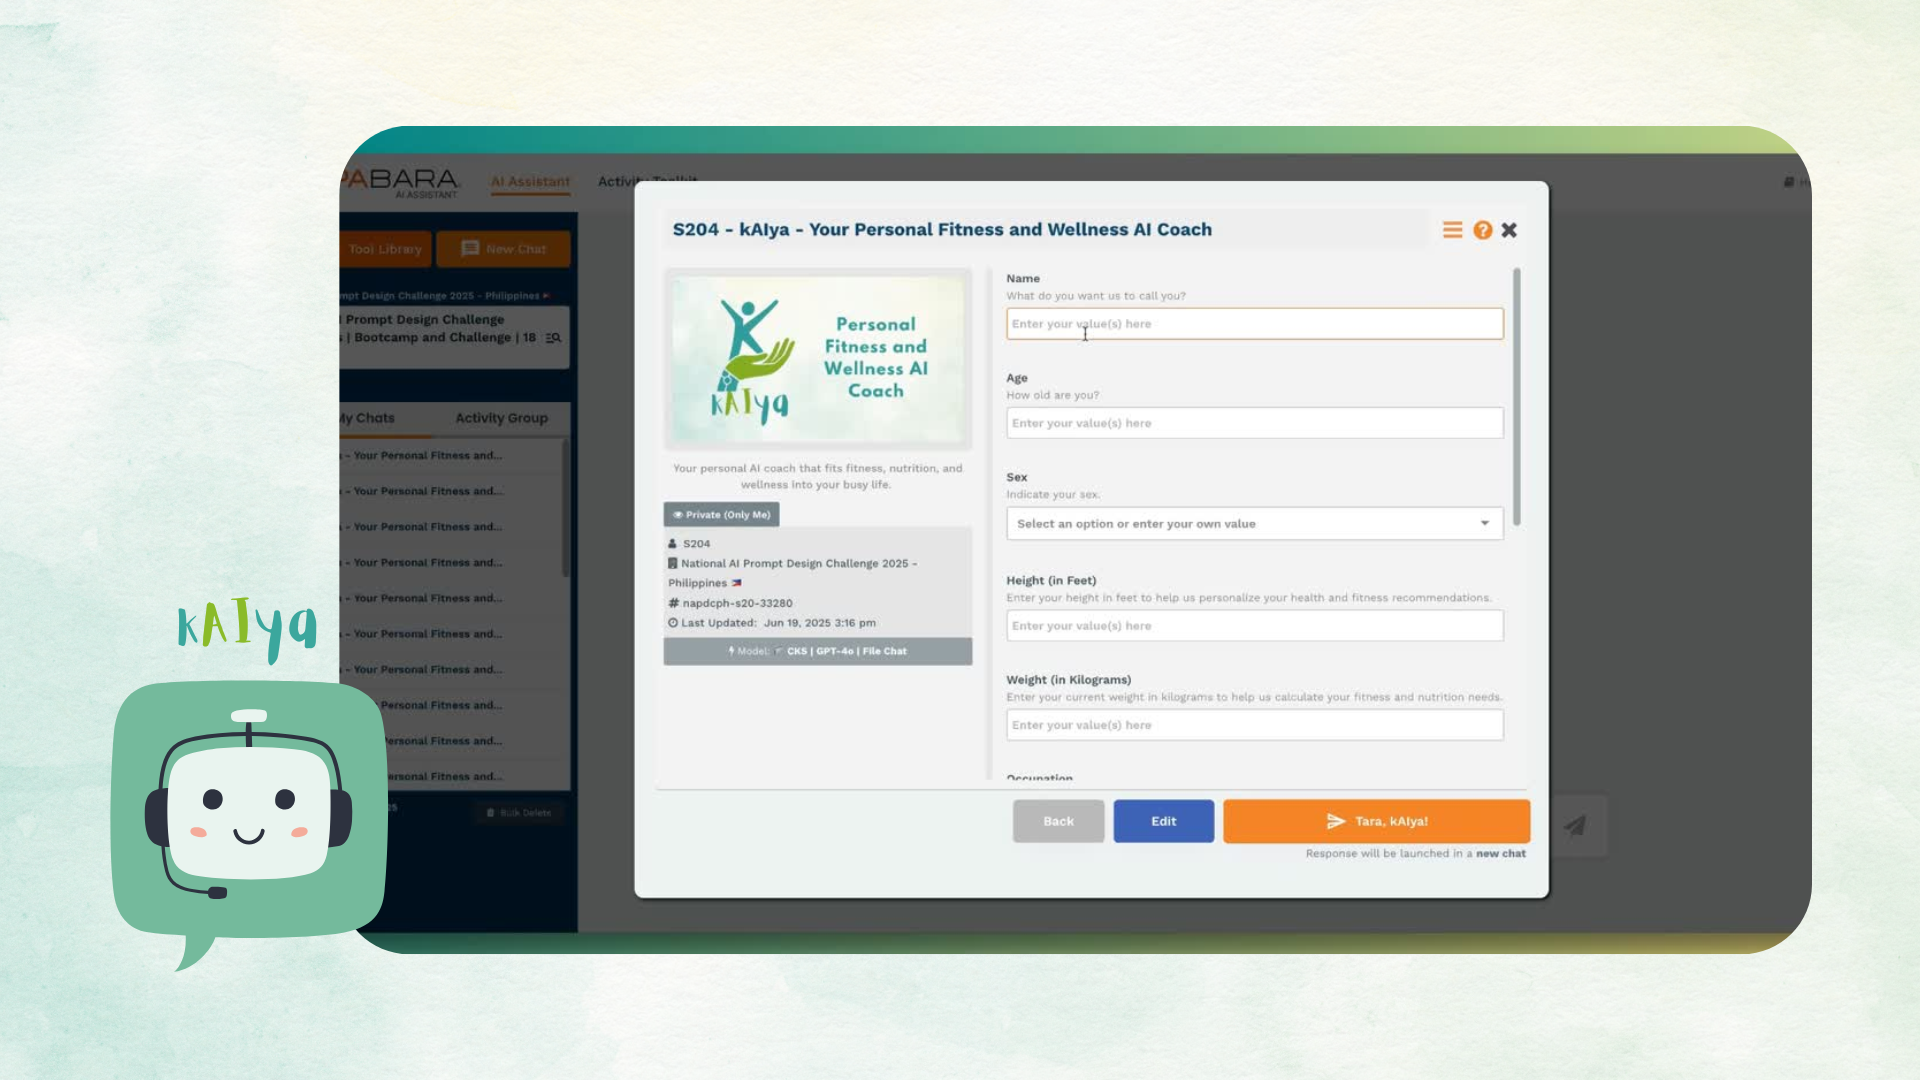 PABARA
AI ASSISTANT
AI Assistant
Activity Toolkit
Tool Library
New Chat
mpt Design Challenge 2025 - Philippines
Prompt Design Challenge
| Bootcamp and Challenge | 18
My Chats
Activity Group
- Your Personal Fitness and...
- Your Personal Fitness and...
- Your Personal Fitness and...
- Your Personal Fitness and...
- Your Personal Fitness and...
- Your Personal Fitness and...
- Your Personal Fitness and...
Personal Fitness and...
ersonal Fitness and...
ersonal Fitness and...
Bulk Delete
S204 - kAIya - Your Personal Fitness and Wellness AI Coach
Personal
Fitness and
Wellness AI
Coach
kAIya
Your personal AI coach that fits fitness, nutrition, and
wellness into your busy life.
Private (Only Me)
S204
National AI Prompt Design Challenge 2025 -
Philippines
# napdcph-s20-33280
Last Updated: Jun 19, 2025 3:16 pm
Model: CKS | GPT-4o | File Chat
Name
What do you want us to call you?
Enter your value(s) here
Age
How old are you?
Enter your value(s) here
Sex
Indicate your sex.
Select an option or enter your own value
Height (in Feet)
Enter your height in feet to help us personalize your health and fitness recommendations.
Enter your value(s) here
Weight (in Kilograms)
Enter your current weight in kilograms to help us calculate your fitness and nutrition needs.
Enter your value(s) here
Occupation
Back
Edit
Tara, kAIya!
Response will be launched in a new chat
kAIya